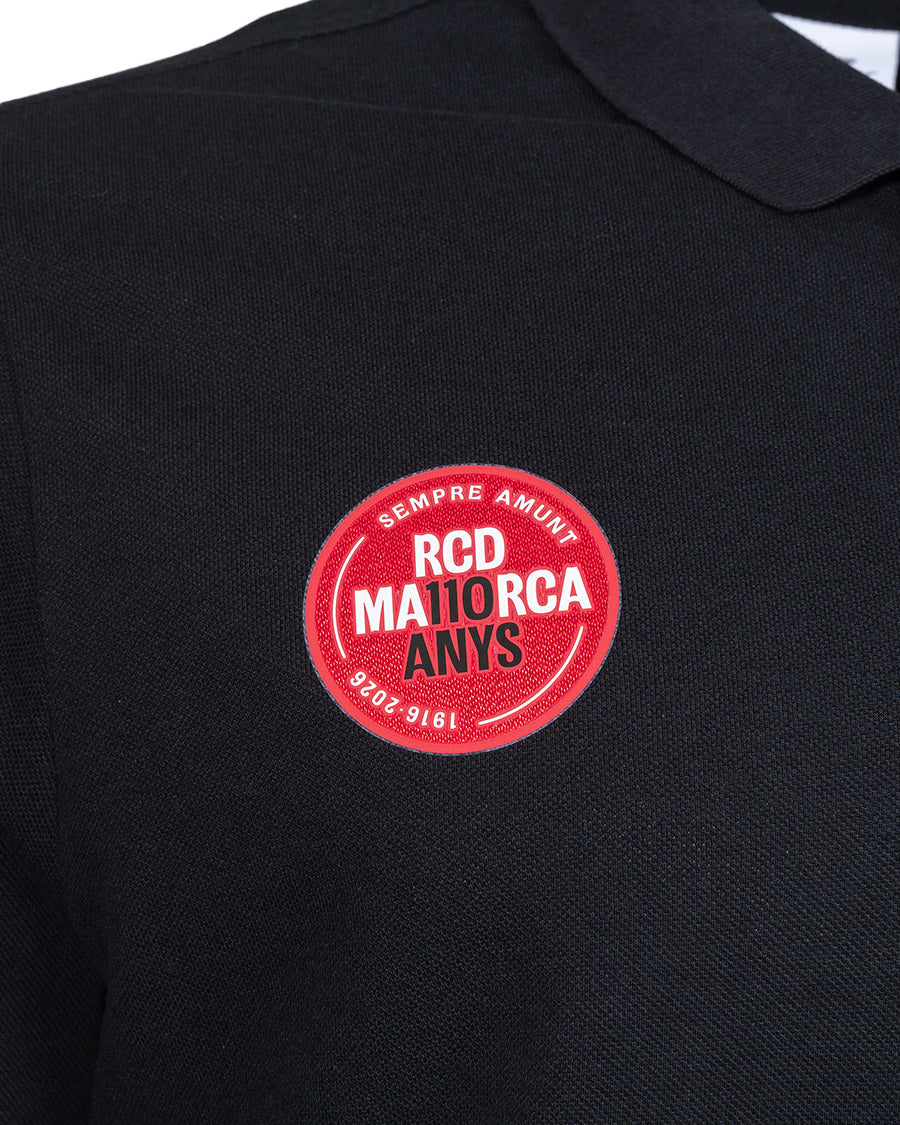 SEMPRE AMUNT
RCD
MA110RCA
ANYS
1916·2026